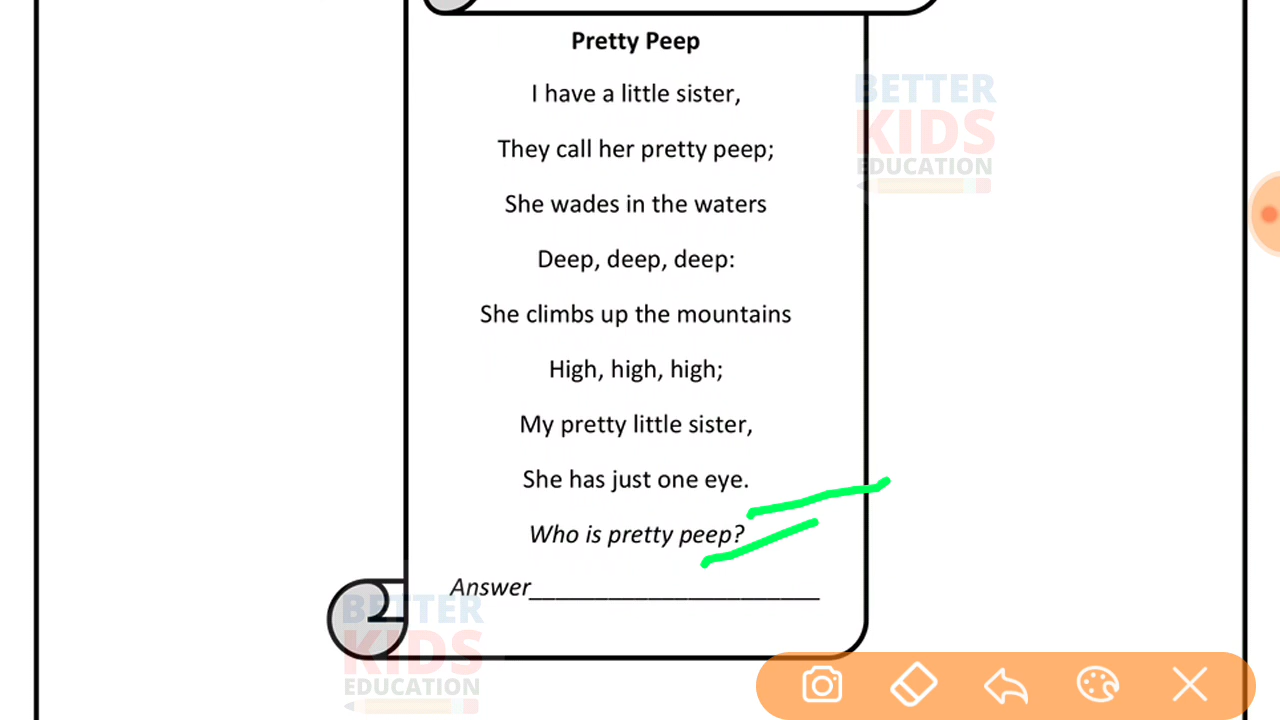 Pretty Peep
I have a little sister,
They call her pretty peep;
She wades in the waters
Deep, deep, deep:
She climbs up the mountains
High, high, high;
My pretty little sister,
She has just one eye.
Who is pretty peep?
Answer______________________
BETTER
KIDS
EDUCATION
BETTER
KIDS
EDUCATION